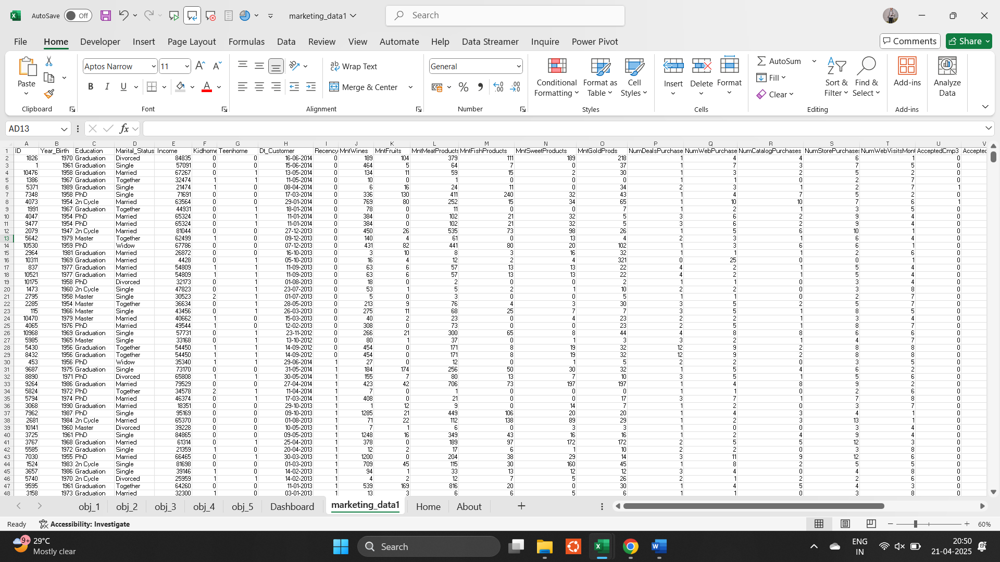 AutoSave Off marketing_data1 Search
File Home Developer Insert Page Layout Formulas Data Review View Automate Help Data Streamer Inquire Power Pivot Comments Share
Paste Aptos Narrow 11 Wrap Text General Conditional Formatting Format as Table Cell Styles Insert Delete Format AutoSum Fill Clear Sort & Filter Find & Select Add-ins Analyze Data
B I U Merge & Center
Clipboard Font Alignment Number Styles Cells Editing Add-ins
AD13 fx
A B C D E F G H I J K L M N O P Q R S T U V
1 ID Year_Birth Education Marital_Status Income Kidhome Teenhome Dt_Customer Recency MntWines MntFruits MntMeatProducts MntFishProducts MntSweetProducts MntGoldProds NumDealsPurchase NumWebPurchase NumCatalogPurchases NumStorePurchases NumWebVisitsMont AcceptedCmp3 Accepted
2 1826 1970 Graduation Divorced 84835 0 0 16-06-2014 0 189 104 379 111 189 218 1 4 4 6 1 0
3 1 1961 Graduation Single 57091 0 0 15-06-2014 0 464 5 64 7 0 37 1 7 3 7 5 0
4 10476 1958 Graduation Married 67267 0 1 13-05-2014 0 134 11 59 15 2 30 1 3 2 5 2 0
5 1386 1967 Graduation Together 32474 1 1 11-05-2014 0 10 0 1 0 0 0 1 1 0 2 7 0
6 5371 1989 Graduation Single 21474 1 0 08-04-2014 0 6 16 24 11 0 34 2 3 1 2 7 1
7 7348 1958 PhD Single 71691 0 0 17-03-2014 0 336 130 411 240 32 43 1 4 7 5 2 0
8 4073 1954 2n Cycle Married 63564 0 0 29-01-2014 0 769 80 252 15 34 65 1 10 10 7 6 1
9 1991 1967 Graduation Together 44931 0 1 18-01-2014 0 78 0 11 0 0 7 1 2 1 3 5 0
10 4047 1954 PhD Married 65324 0 1 11-01-2014 0 384 0 102 21 32 5 3 6 2 9 4 0
11 9477 1954 PhD Married 65324 0 1 11-01-2014 0 384 0 102 21 32 5 3 6 2 9 4 0
12 2079 1947 2n Cycle Married 81044 0 0 27-12-2013 0 450 26 535 73 98 26 1 5 6 10 1 0
13 5642 1979 Master Together 62499 1 0 09-12-2013 0 140 4 61 0 13 4 2 3 1 6 4 0
14 10530 1959 PhD Widow 67786 0 0 07-12-2013 0 431 82 441 80 20 102 1 3 6 6 1 0
15 2964 1981 Graduation Married 26872 0 0 16-10-2013 0 3 10 8 3 16 32 1 1 1 2 6 0
16 10311 1969 Graduation Married 4428 0 1 05-10-2013 0 16 4 12 2 4 321 0 25 0 0 1 0
17 837 1977 Graduation Married 54809 1 1 11-09-2013 0 63 6 57 13 13 22 4 2 1 5 4 0
18 10521 1977 Graduation Married 54809 1 1 11-09-2013 0 63 6 57 13 13 22 4 2 1 5 4 0
19 10175 1958 PhD Divorced 32173 0 1 01-08-2013 0 18 0 2 0 0 2 1 1 0 3 4 0
20 1473 1960 2n Cycle Single 47823 0 1 23-07-2013 0 53 1 5 2 1 10 2 2 0 3 8 0
21 2795 1958 Master Single 30523 2 1 01-07-2013 0 5 0 3 0 0 5 1 1 0 2 7 0
22 2285 1954 Master Together 36634 0 1 28-05-2013 0 213 9 76 4 3 30 3 5 2 5 7 0
23 115 1966 Master Single 43456 0 1 26-03-2013 0 275 11 68 25 7 7 3 5 1 8 5 0
24 10470 1979 Master Married 40662 1 0 15-03-2013 0 40 2 23 0 4 23 2 2 1 3 4 0
25 4065 1976 PhD Married 49544 1 0 12-02-2013 0 308 0 73 0 0 23 2 5 1 8 7 0
26 10968 1969 Graduation Single 57731 0 1 23-11-2012 0 266 21 300 65 8 44 4 8 8 6 6 0
27 5985 1965 Master Single 33168 0 1 13-10-2012 0 80 1 37 0 1 3 3 2 1 4 7 0
28 5430 1956 Graduation Together 54450 1 1 14-09-2012 0 454 0 171 8 19 32 12 9 2 8 8 0
29 8432 1956 Graduation Together 54450 1 1 14-09-2012 0 454 0 171 8 19 32 12 9 2 8 8 0
30 453 1956 PhD Widow 35340 1 1 29-06-2014 1 27 0 12 0 1 5 2 2 0 3 5 0
31 9687 1975 Graduation Single 73170 0 0 31-05-2014 1 184 174 256 50 30 32 1 5 4 6 2 0
32 8890 1971 PhD Divorced 65808 1 1 30-05-2014 1 155 7 80 13 7 10 3 5 1 5 6 0
33 9264 1986 Graduation Married 79529 0 0 27-04-2014 1 423 42 706 73 197 197 1 4 8 9 2 0
34 5824 1972 PhD Together 34578 2 1 11-04-2014 1 7 0 1 0 0 0 1 1 0 2 6 0
35 5794 1974 PhD Married 46374 0 1 17-03-2014 1 408 0 21 0 0 17 3 7 1 7 8 0
36 3068 1990 Graduation Married 18351 0 0 29-10-2013 1 1 12 9 0 14 7 1 2 0 3 7 0
37 7962 1987 PhD Single 95169 0 0 09-10-2013 1 1285 21 449 106 20 20 1 4 3 4 1 0
38 2681 1984 2n Cycle Married 65370 0 0 01-08-2013 1 71 22 112 138 89 29 1 2 3 13 1 0
39 10141 1960 Master Divorced 39228 0 0 10-05-2013 1 7 1 6 0 3 3 1 0 0 3 4 0
40 3725 1961 PhD Single 84865 0 0 09-05-2013 1 1248 16 349 43 16 16 1 2 4 9 4 0
41 3767 1968 Graduation Married 61314 0 1 25-04-2013 1 378 0 189 97 172 172 2 5 5 12 3 0
42 5585 1972 Graduation Single 21359 1 0 20-04-2013 1 12 2 17 6 1 10 2 2 0 3 8 0
43 7030 1955 PhD Married 66465 0 1 30-03-2013 1 1200 0 204 38 29 14 3 11 9 12 6 0
44 1524 1983 2n Cycle Single 81698 0 0 01-03-2013 1 709 45 115 30 160 45 1 8 2 5 5 0
45 3657 1986 Graduation Single 39146 1 0 14-02-2013 1 94 1 33 13 12 12 3 4 0 4 8 0
46 5740 1970 2n Cycle Divorced 25959 1 1 14-02-2013 1 4 2 12 7 5 26 2 1 2 2 6 0
47 9595 1961 Graduation Together 64260 0 0 11-01-2013 1 539 169 816 20 0 30 1 4 5 4 3 0
48 3158 1973 Graduation Married 32300 1 0 03-01-2013 1 13 3 6 6 5 6 1 1 0 3 8 0
obj_1 obj_2 obj_3 obj_4 obj_5 Dashboard marketing_data1 Home About
Ready Accessibility: Investigate 60%
9+ 29°C Mostly clear Search ENG IN 20:50 21-04-2025